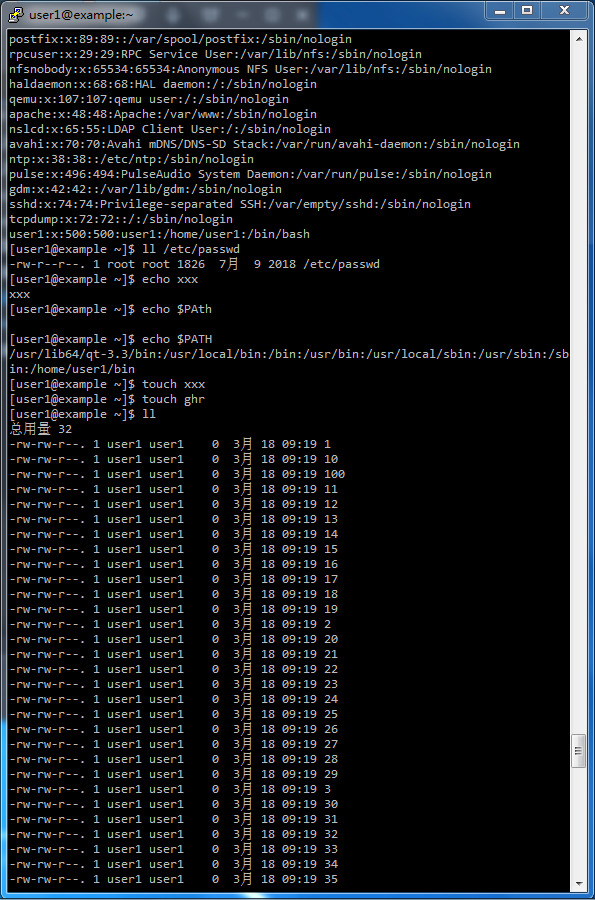 user1@example:~
postfix:x:89:89::/var/spool/postfix:/sbin/nologin
rpcuser:x:29:29:RPC Service User:/var/lib/nfs:/sbin/nologin
nfsnobody:x:65534:65534:Anonymous NFS User:/var/lib/nfs:/sbin/nologin
haldaemon:x:68:68:HAL daemon:/:/sbin/nologin
qemu:x:107:107:qemu user:/:/sbin/nologin
apache:x:48:48:Apache:/var/www:/sbin/nologin
nslcd:x:65:55:LDAP Client User:/:/sbin/nologin
avahi:x:70:70:Avahi mDNS/DNS-SD Stack:/var/run/avahi-daemon:/sbin/nologin
ntp:x:38:38::/etc/ntp:/sbin/nologin
pulse:x:496:494:PulseAudio System Daemon:/var/run/pulse:/sbin/nologin
gdm:x:42:42::/var/lib/gdm:/sbin/nologin
sshd:x:74:74:Privilege-separated SSH:/var/empty/sshd:/sbin/nologin
tcpdump:x:72:72::/:/sbin/nologin
user1:x:500:500:user1:/home/user1:/bin/bash
[user1@example ~]$ ll /etc/passwd
-rw-r--r--. 1 root root 1826  7月  9 2018 /etc/passwd
[user1@example ~]$ echo xxx
xxx
[user1@example ~]$ echo $PAth
[user1@example ~]$ echo $PATH
/usr/lib64/qt-3.3/bin:/usr/local/bin:/bin:/usr/bin:/usr/local/sbin:/usr/sbin:/sb
in:/home/user1/bin
[user1@example ~]$ touch xxx
[user1@example ~]$ touch ghr
[user1@example ~]$ ll
总用量 32
-rw-rw-r--. 1 user1 user1    0  3月 18 09:19 1
-rw-rw-r--. 1 user1 user1    0  3月 18 09:19 10
-rw-rw-r--. 1 user1 user1    0  3月 18 09:19 100
-rw-rw-r--. 1 user1 user1    0  3月 18 09:19 11
-rw-rw-r--. 1 user1 user1    0  3月 18 09:19 12
-rw-rw-r--. 1 user1 user1    0  3月 18 09:19 13
-rw-rw-r--. 1 user1 user1    0  3月 18 09:19 14
-rw-rw-r--. 1 user1 user1    0  3月 18 09:19 15
-rw-rw-r--. 1 user1 user1    0  3月 18 09:19 16
-rw-rw-r--. 1 user1 user1    0  3月 18 09:19 17
-rw-rw-r--. 1 user1 user1    0  3月 18 09:19 18
-rw-rw-r--. 1 user1 user1    0  3月 18 09:19 19
-rw-rw-r--. 1 user1 user1    0  3月 18 09:19 2
-rw-rw-r--. 1 user1 user1    0  3月 18 09:19 20
-rw-rw-r--. 1 user1 user1    0  3月 18 09:19 21
-rw-rw-r--. 1 user1 user1    0  3月 18 09:19 22
-rw-rw-r--. 1 user1 user1    0  3月 18 09:19 23
-rw-rw-r--. 1 user1 user1    0  3月 18 09:19 24
-rw-rw-r--. 1 user1 user1    0  3月 18 09:19 25
-rw-rw-r--. 1 user1 user1    0  3月 18 09:19 26
-rw-rw-r--. 1 user1 user1    0  3月 18 09:19 27
-rw-rw-r--. 1 user1 user1    0  3月 18 09:19 28
-rw-rw-r--. 1 user1 user1    0  3月 18 09:19 29
-rw-rw-r--. 1 user1 user1    0  3月 18 09:19 3
-rw-rw-r--. 1 user1 user1    0  3月 18 09:19 30
-rw-rw-r--. 1 user1 user1    0  3月 18 09:19 31
-rw-rw-r--. 1 user1 user1    0  3月 18 09:19 32
-rw-rw-r--. 1 user1 user1    0  3月 18 09:19 33
-rw-rw-r--. 1 user1 user1    0  3月 18 09:19 34
-rw-rw-r--. 1 user1 user1    0  3月 18 09:19 35